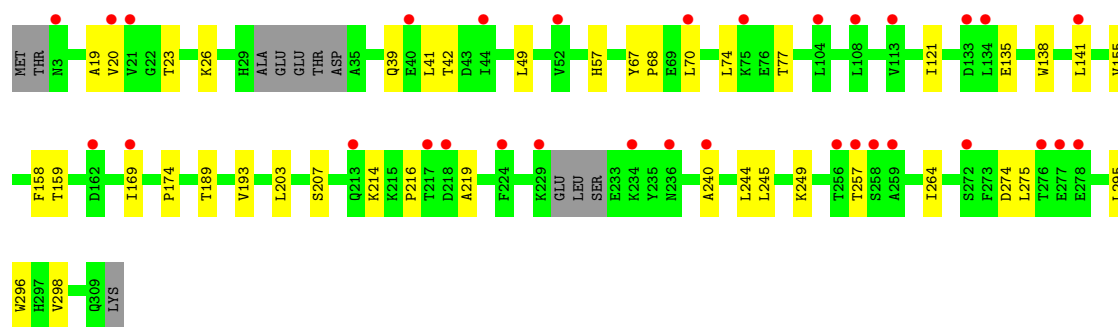 MET THR N3 A19 V20 V21 G22 T23 K26 H29 ALA GLU GLU THR ASP A35 Q39 E40 L41 T42 D43 I44 L49 V52 H57 Y67 P68 E69 L70 L74 K75 E76 T77 L104 L108 V113 I121 D133 L134 E135 W138 L141
F158 T159 D162 I169 P174 T189 V193 L203 S207 Q213 K214 K215 P216 T217 D218 A219 F224 K229 GLU LEU SER E233 K234 Y235 N236 A240 L244 L245 K249 T256 T257 S258 A259 I264 S272 F273 D274 L275 T276 E277 E278
W296 H297 V298 Q309 LYS